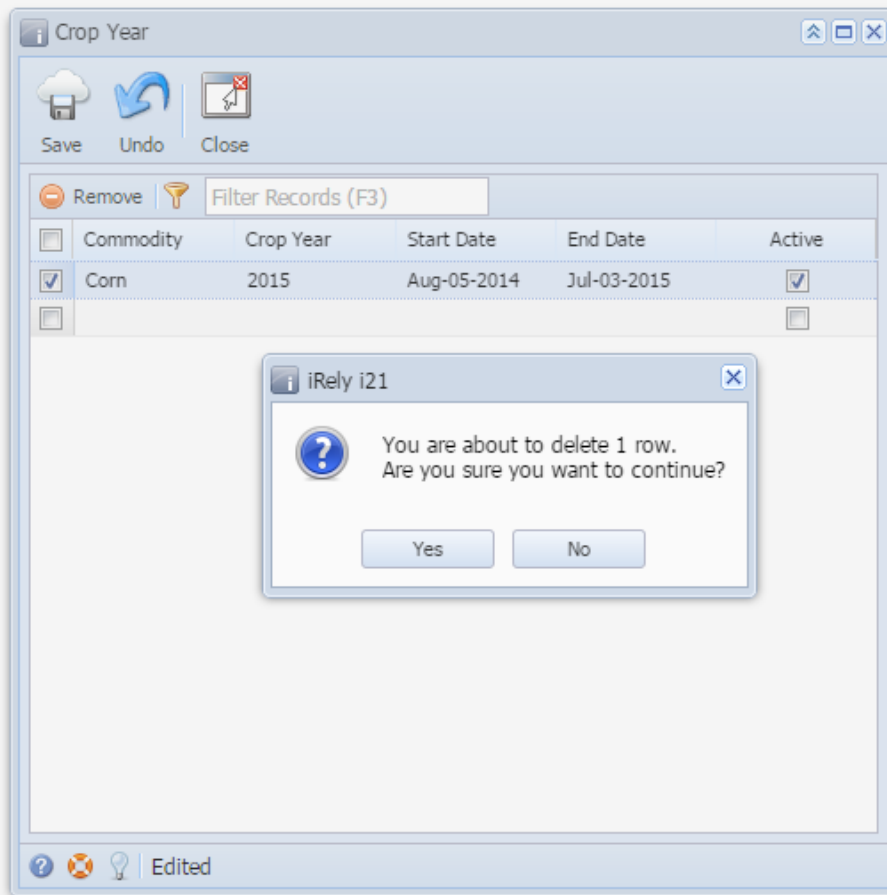 Crop Year
Save Undo Close
Remove Filter Records (F3)
Commodity Crop Year Start Date End Date Active
Corn 2015 Aug-05-2014 Jul-03-2015
iRely i21
You are about to delete 1 row.
Are you sure you want to continue?
Yes No
Edited